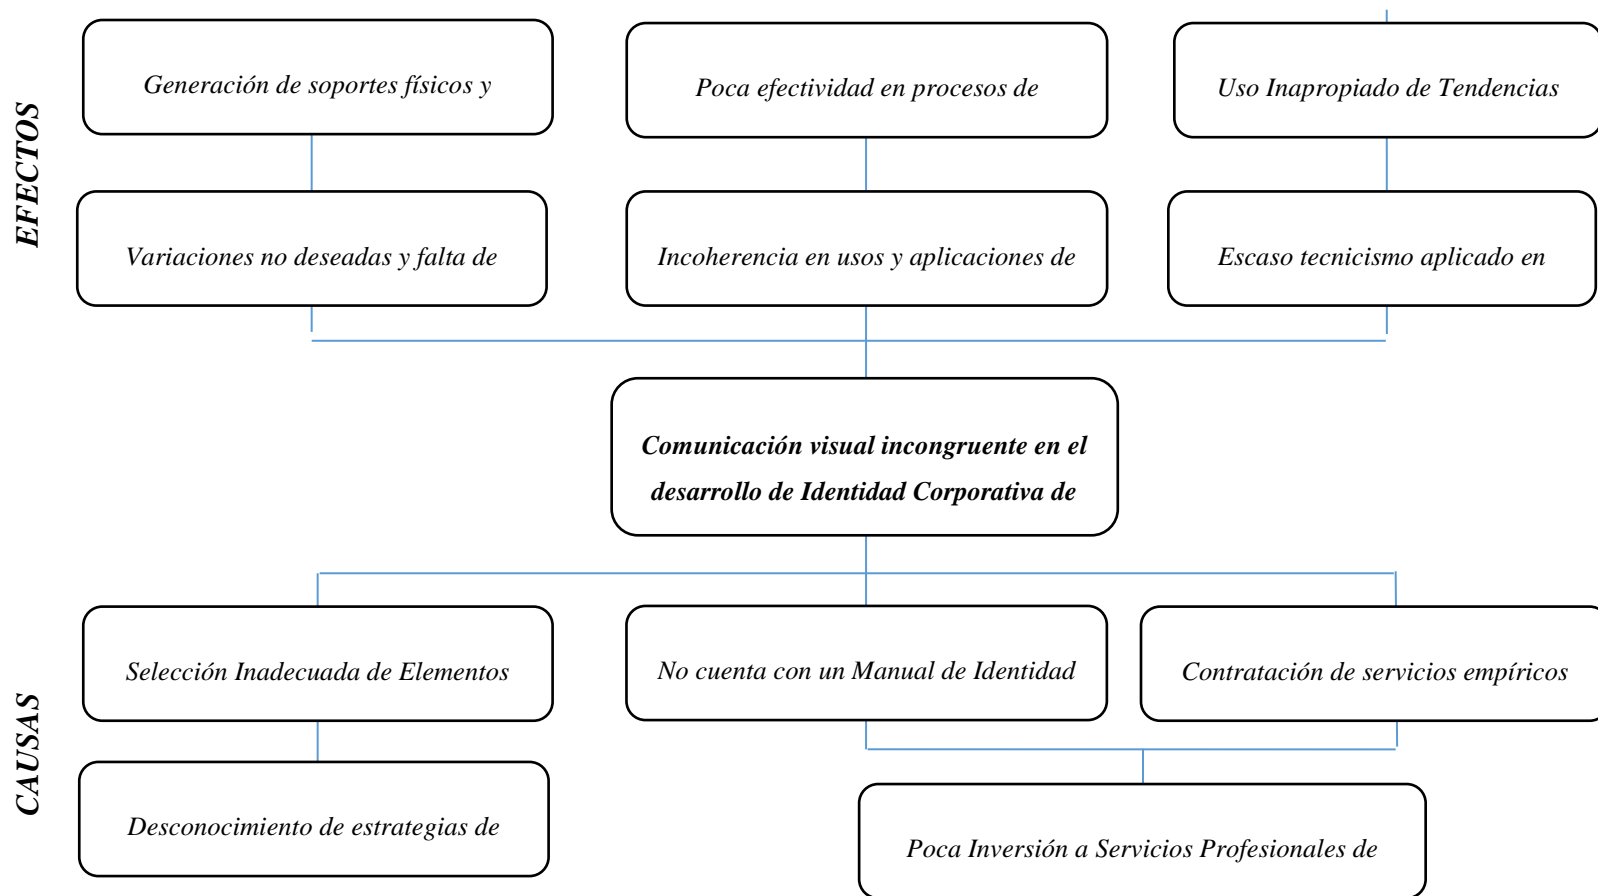 EFECTOS
Generación de soportes físicos y
Poca efectividad en procesos de
Uso Inapropiado de Tendencias
Variaciones no deseadas y falta de
Incoherencia en usos y aplicaciones de
Escaso tecnicismo aplicado en
Comunicación visual incongruente en el
desarrollo de Identidad Corporativa de
CAUSAS
Selección Inadecuada de Elementos
No cuenta con un Manual de Identidad
Contratación de servicios empíricos
Desconocimiento de estrategias de
Poca Inversión a Servicios Profesionales de